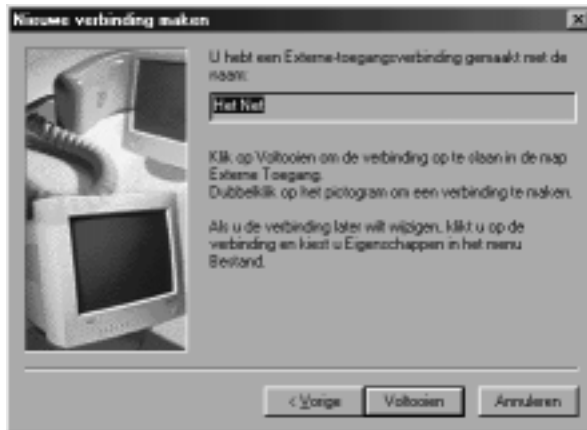 Nieuwe verbinding maken
U hebt een Externe-toegangsverbinding gemaakt met de
naam:
Het Net
Klik op Voltooien om de verbinding op te slaan in de map
Externe Toegang.
Dubbelklik op het pictogram om een verbinding te maken.
Als u de verbinding later wilt wijzigen, klikt u op de
verbinding en kiest u Eigenschappen in het menu
Bestand.
< Vorige
Voltooien
Annuleren